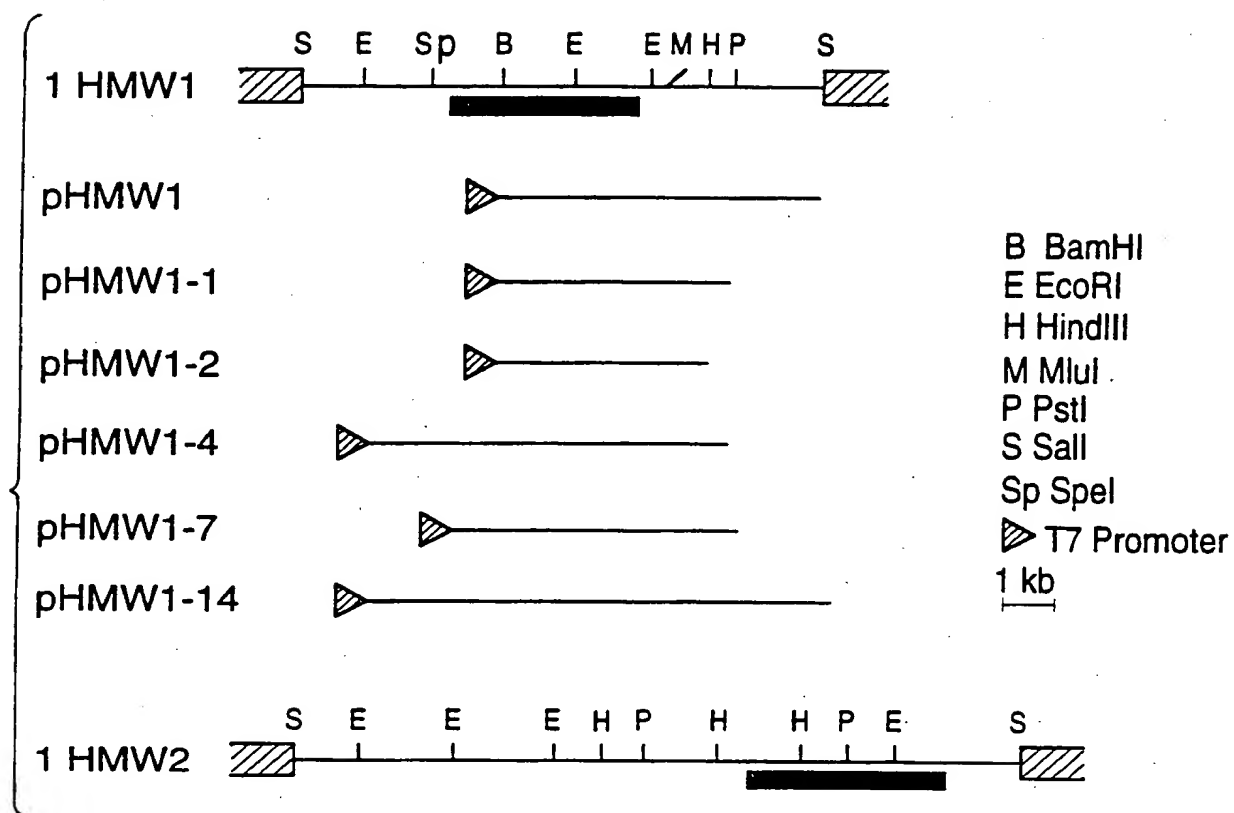 S E Sp B E E M H P S
1 HMW1
pHMW1
pHMW1-1
pHMW1-2
pHMW1-4
pHMW1-7
pHMW1-14
B BamHI
E EcoRI
H HindIII
M MluI
P PstI
S SalI
Sp SpeI
T7 Promoter
1 kb
S E E E H P H H P E S
1 HMW2